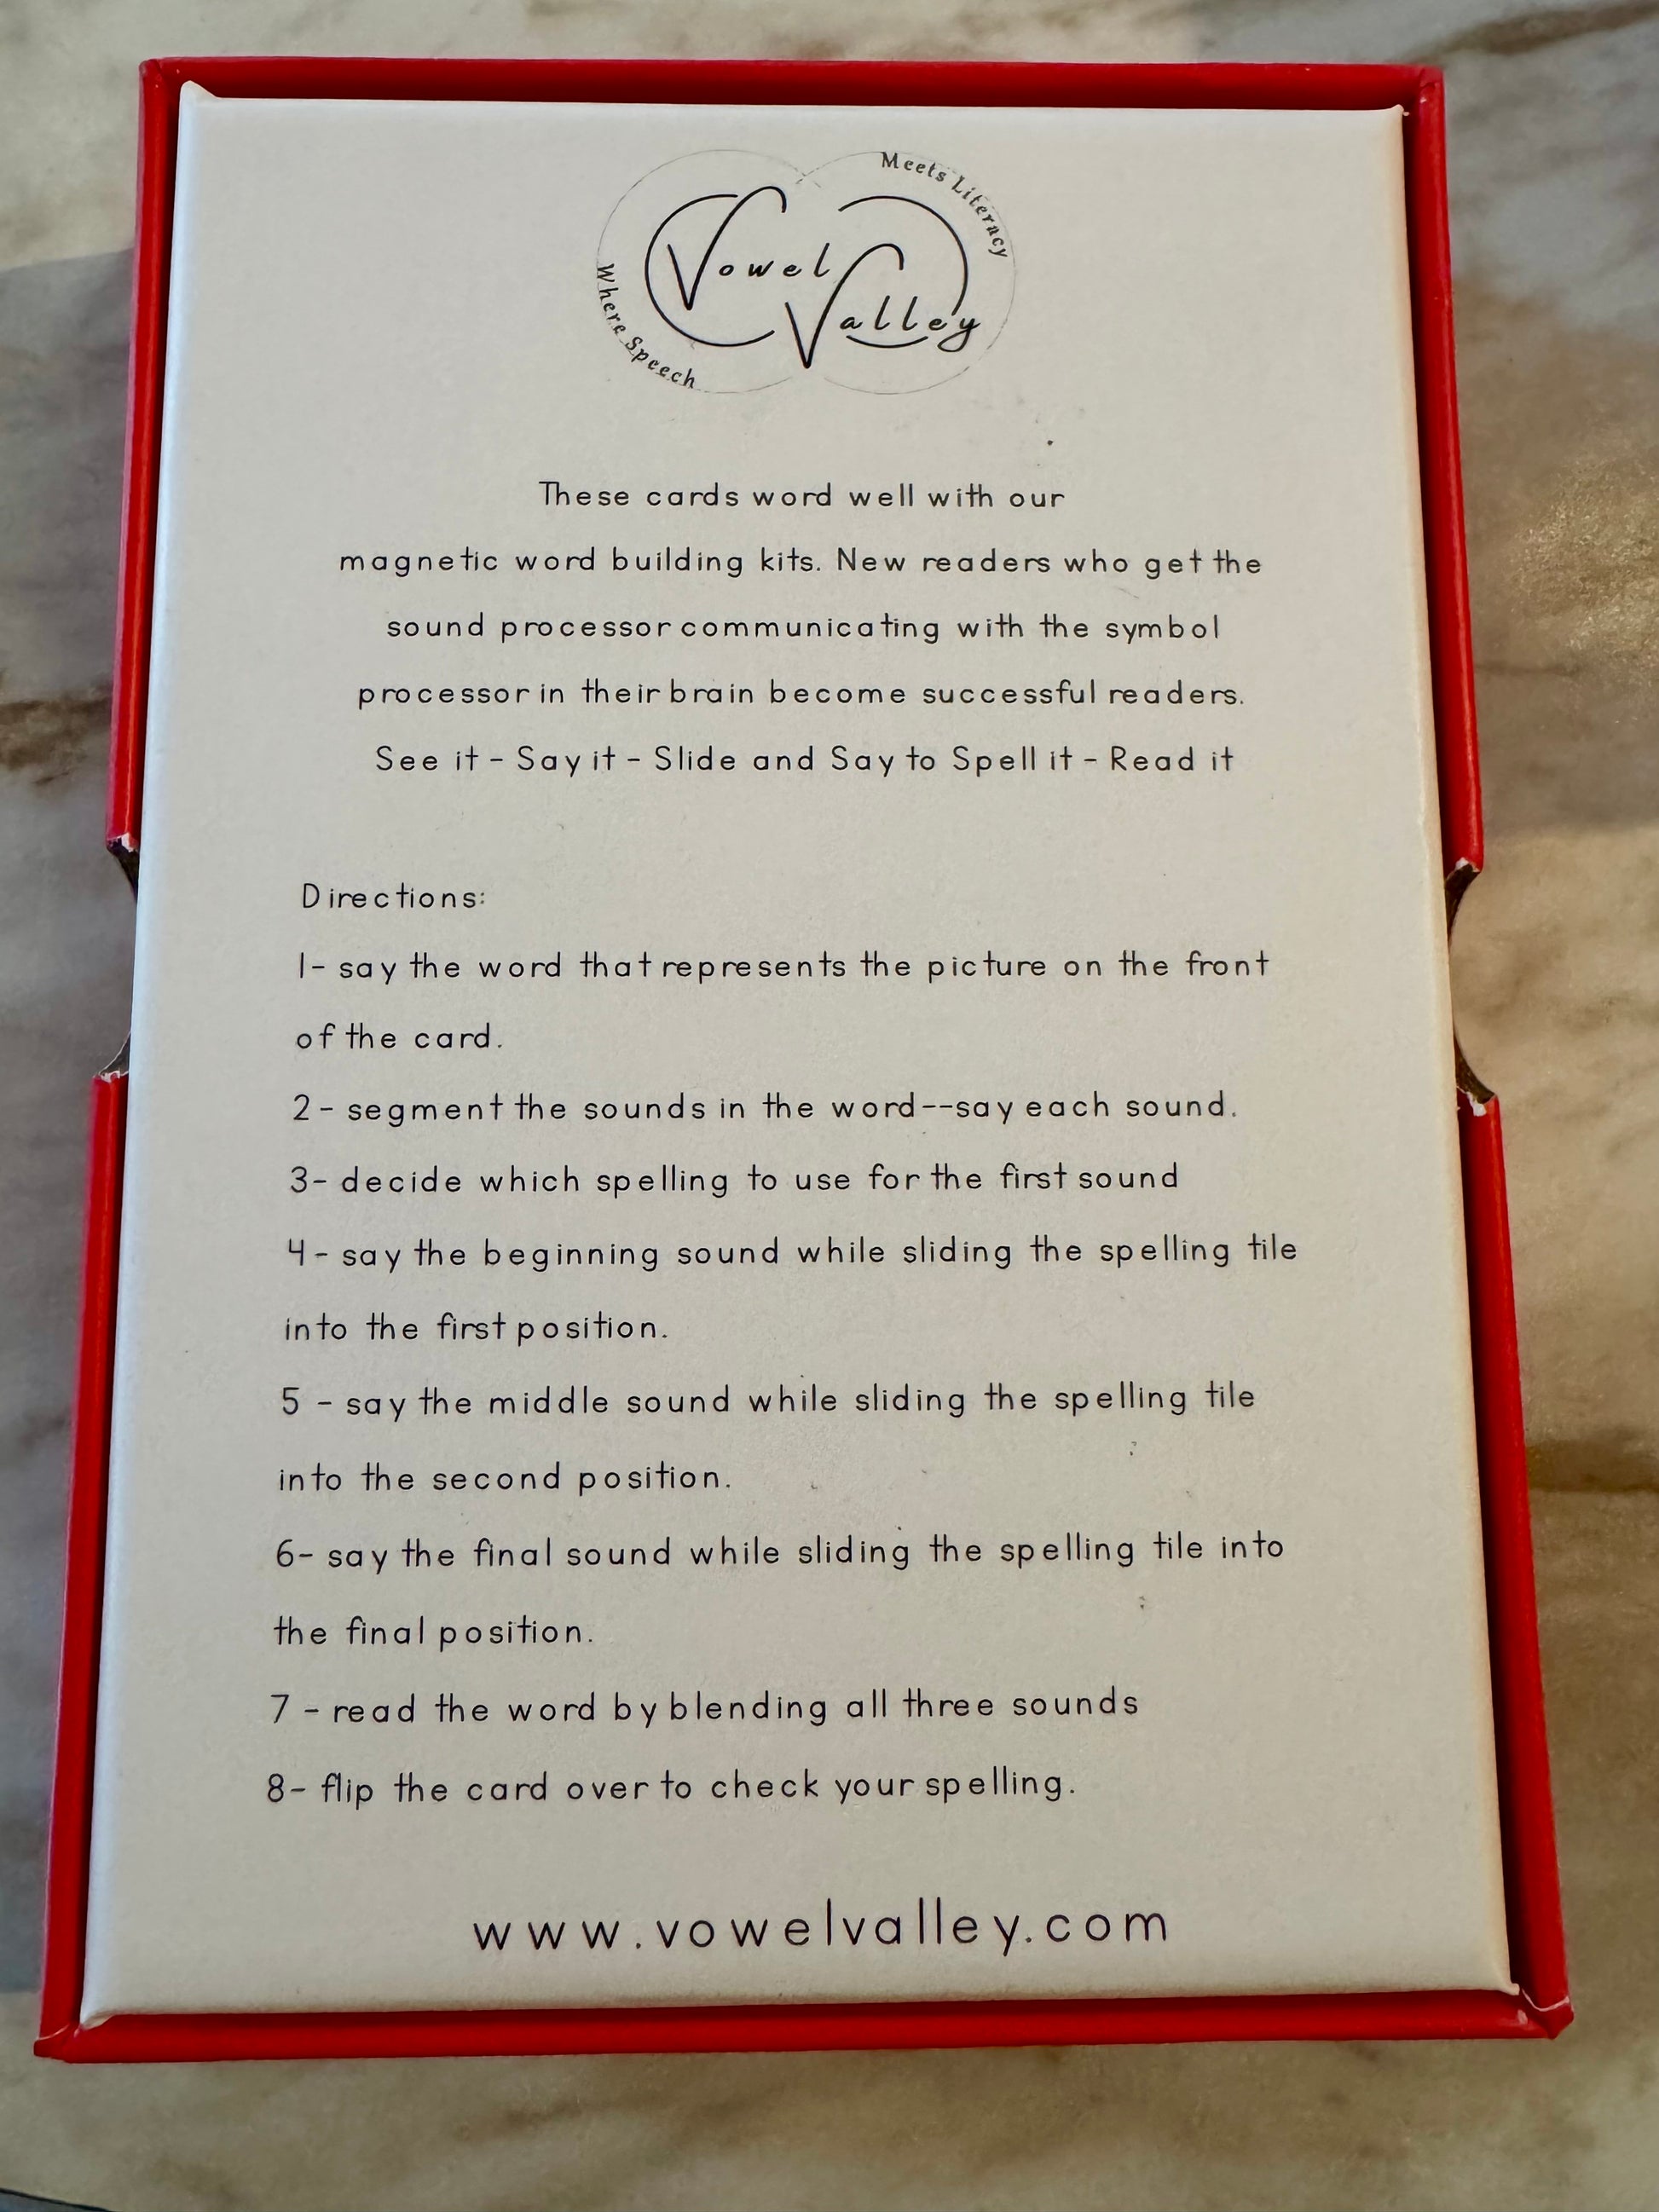 Meets Literacy
Vowel
Valley
Where Speech
These cards word well with our
magnetic word building kits. New readers who get the
sound processor communicating with the symbol
processor in their brain become successful readers.
See it - Say it - Slide and Say to Spell it - Read it
Directions:
1- say the word that represents the picture on the front
of the card.
2- segment the sounds in the word--say each sound.
3- decide which spelling to use for the first sound
4- say the beginning sound while sliding the spelling tile
into the first position.
5 - say the middle sound while sliding the spelling tile
into the second position.
6- say the final sound while sliding the spelling tile into
the final position.
7 - read the word by blending all three sounds
8- flip the card over to check your spelling.
www.vowelvalley.com